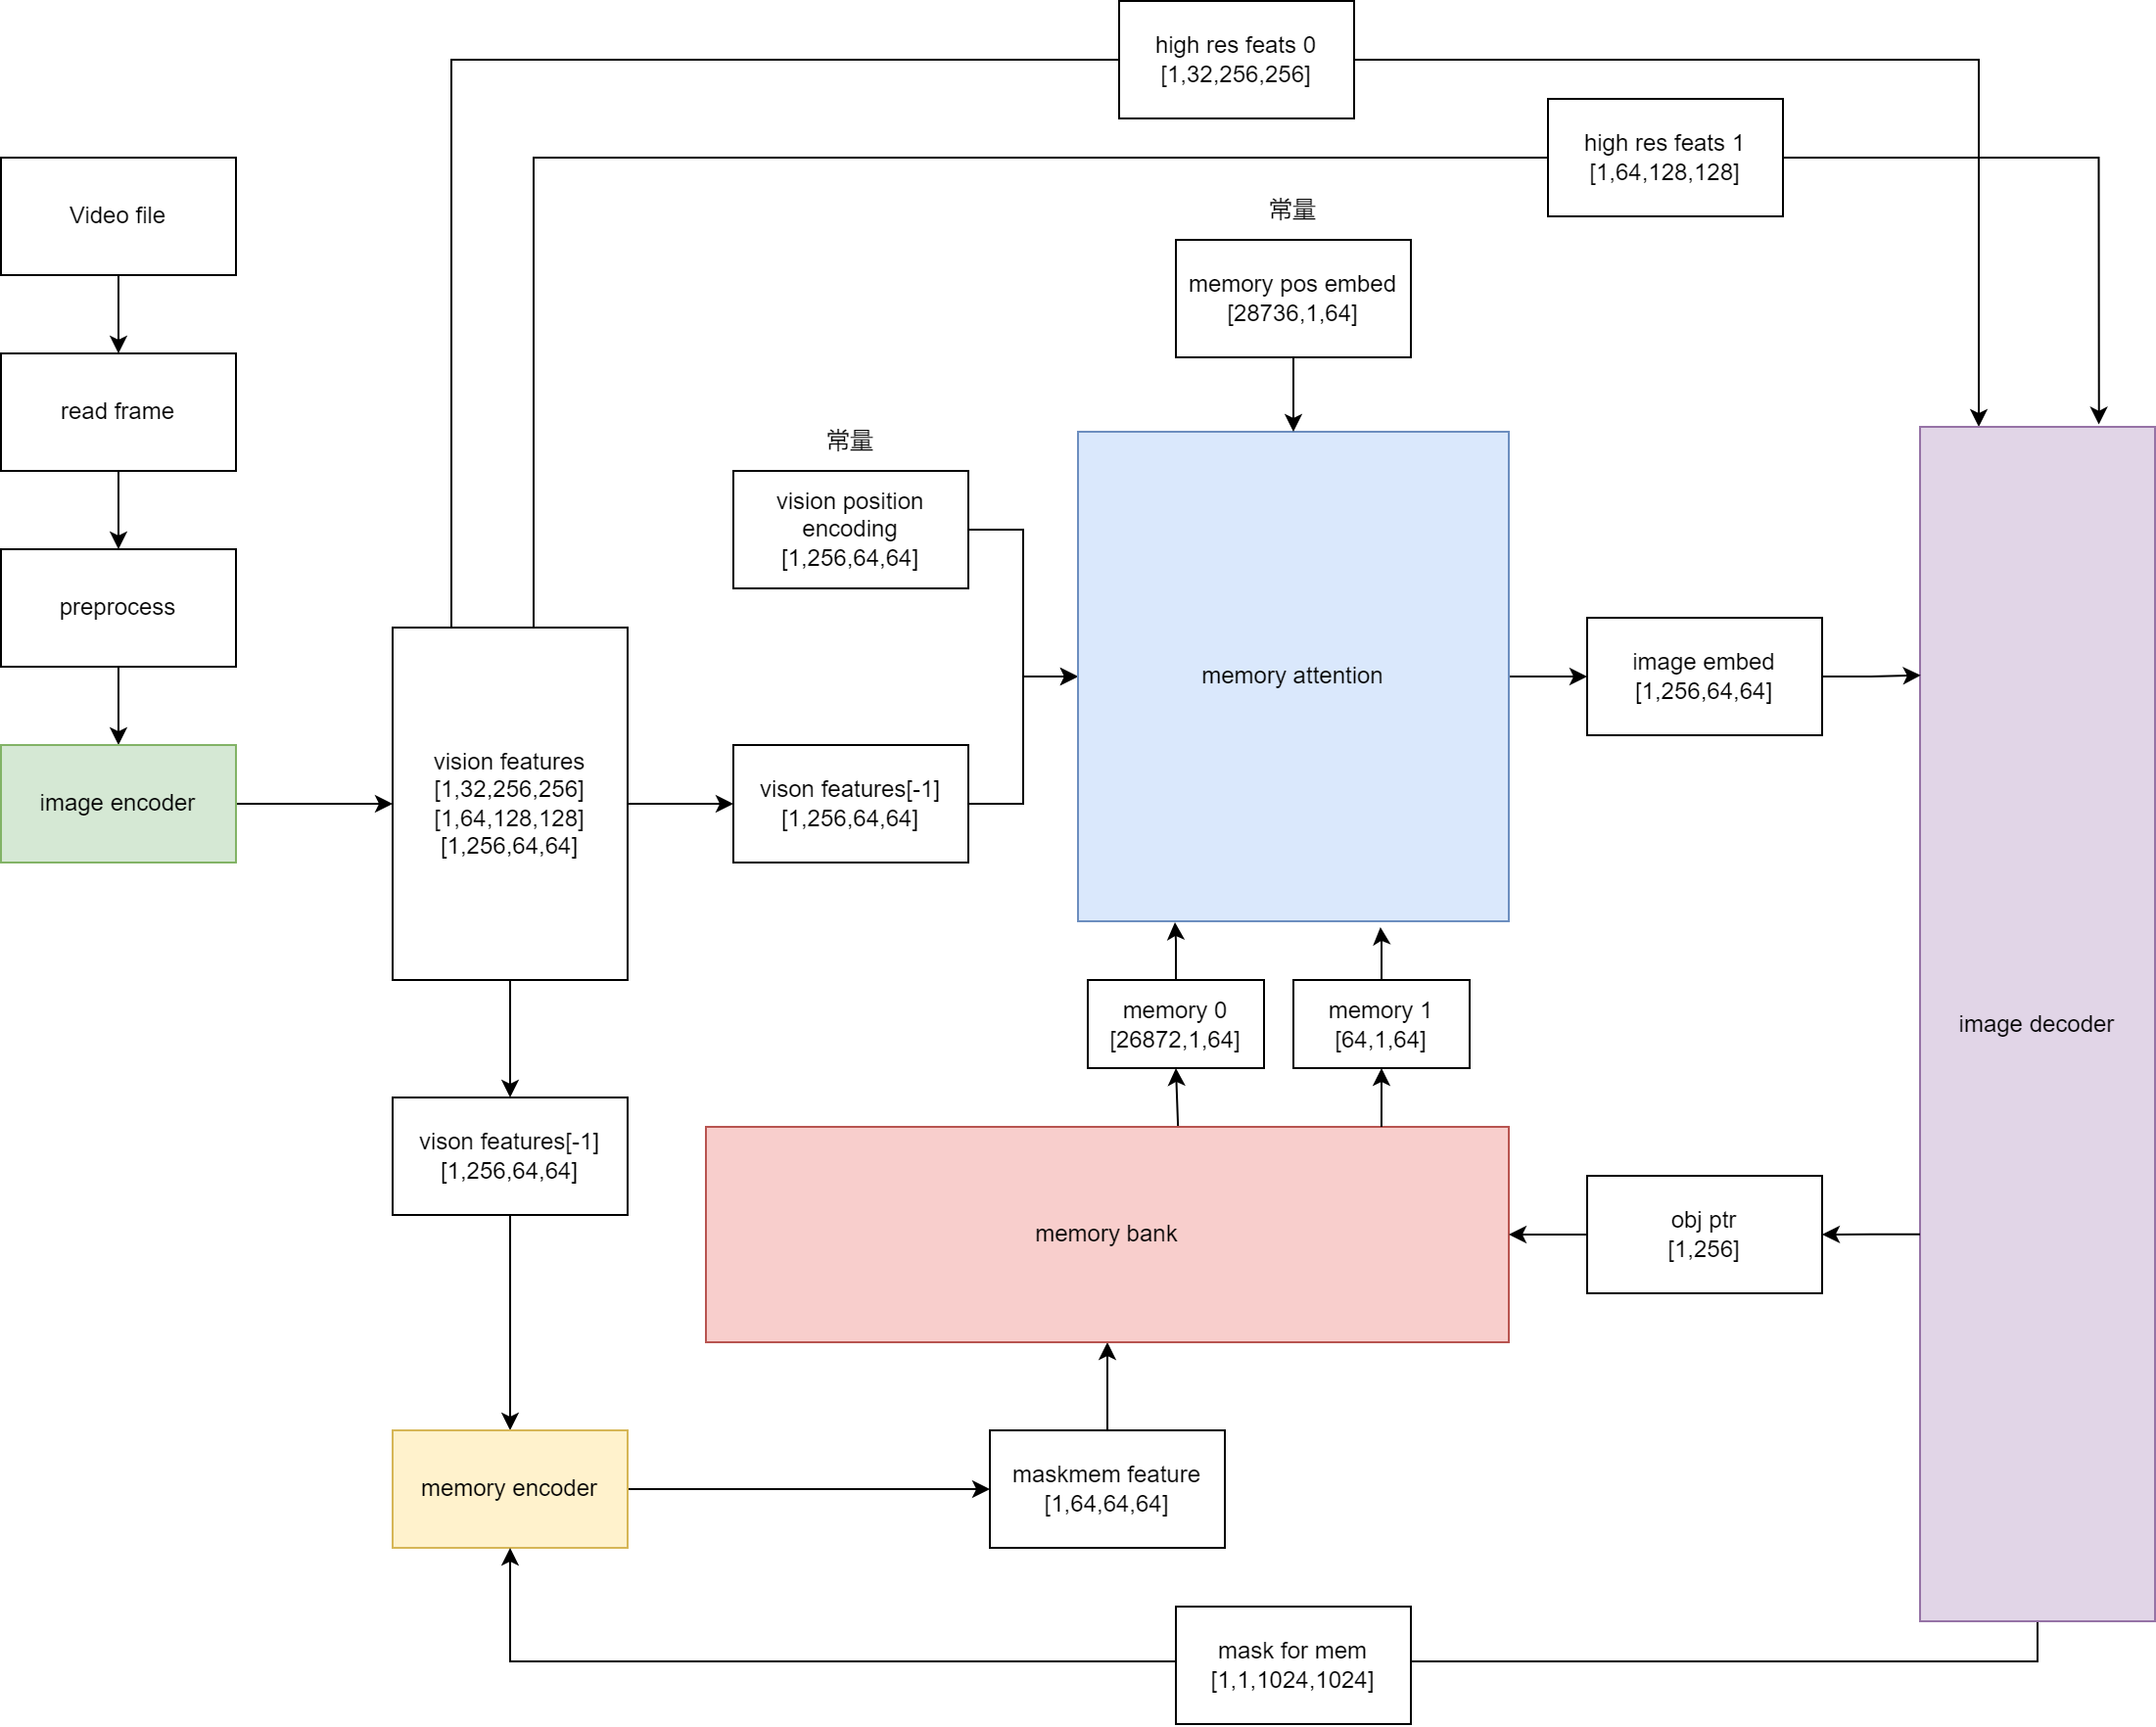 high res feats 0
[1,32,256,256]
high res feats 1
[1,64,128,128]
Video file
常量
memory pos embed
[28736,1,64]
read frame
常量
vision position
encoding
[1,256,64,64]
preprocess
memory attention
image embed
[1,256,64,64]
image encoder
vision features
[1,32,256,256]
[1,64,128,128]
[1,256,64,64]
vison features[-1]
[1,256,64,64]
memory 0
[26872,1,64]
memory 1
[64,1,64]
image decoder
vison features[-1]
[1,256,64,64]
memory bank
obj ptr
[1,256]
memory encoder
maskmem feature
[1,64,64,64]
mask for mem
[1,1,1024,1024]